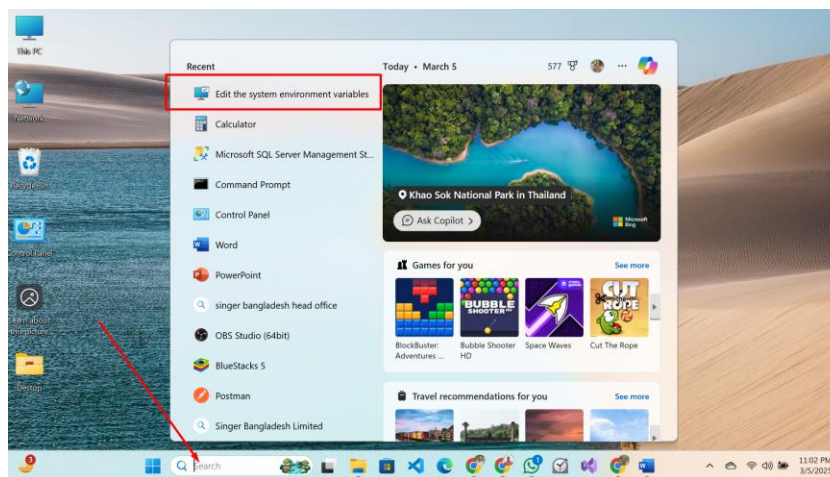 This PC
Network
Recycle Bin
Control Panel
Learn about
this picture
Destop
Recent
Edit the system environment variables
Calculator
Microsoft SQL Server Management St...
Command Prompt
Control Panel
Word
PowerPoint
singer bangladesh head office
OBS Studio (64bit)
BlueStacks 5
Postman
Singer Bangladesh Limited
Today • March 5
577
Khao Sok National Park in Thailand
Ask Copilot >
Microsoft
Bing
Games for you
See more
BUBBLE
SHOOTER
CUT
THE
ROPE
BlockBuster:
Adventures ...
Bubble Shooter
HD
Space Waves
Cut The Rope
Travel recommendations for you
See more
3
Search
11:02 PM
3/5/2025